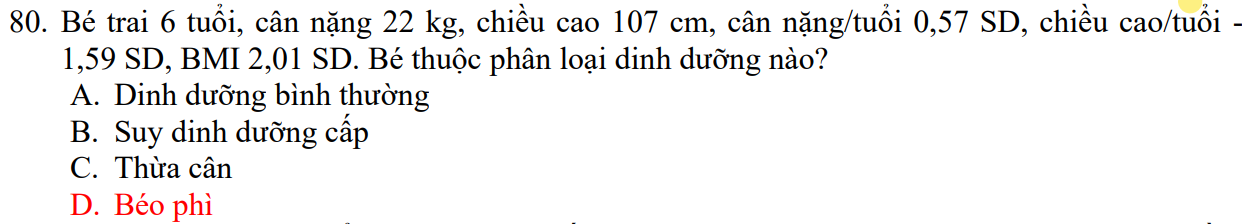 80. Bé trai 6 tuổi, cân nặng 22 kg, chiều cao 107 cm, cân nặng/tuổi 0,57 SD, chiều cao/tuổi -
1,59 SD, BMI 2,01 SD. Bé thuộc phân loại dinh dưỡng nào?
A. Dinh dưỡng bình thường
B. Suy dinh dưỡng cấp
C. Thừa cân
D. Béo phì